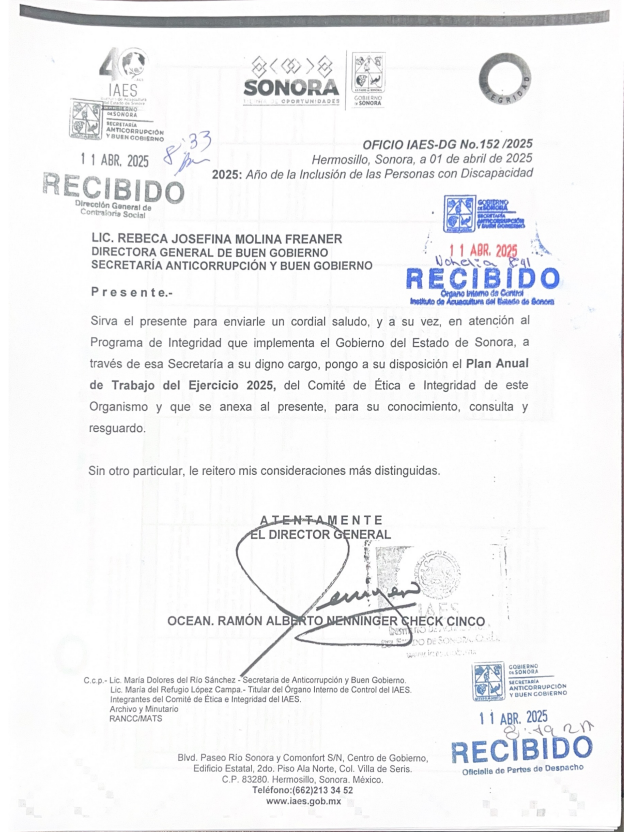 40
IAES
SONORA
GOBIERNO
DE SONORA
INTEGRIDAD
SECRETARÍA
ANTICORRUPCIÓN
Y BUEN GOBIERNO
11 ABR. 2025
8:33
RECIBIDO
Dirección General de
Contraloría Social
OFICIO IAES-DG No.152 /2025
Hermosillo, Sonora, a 01 de abril de 2025
2025: Año de la Inclusión de las Personas con Discapacidad
GOBIERNO
DE SONORA
SECRETARÍA
ANTICORRUPCIÓN
Y BUEN GOBIERNO
11 ABR. 2025
RECIBIDO
Órgano Interno de Control
Instituto de Acuacultura del Estado de Sonora
LIC. REBECA JOSEFINA MOLINA FREANER
DIRECTORA GENERAL DE BUEN GOBIERNO
SECRETARÍA ANTICORRUPCIÓN Y BUEN GOBIERNO
P r e s e n t e.-
Sirva el presente para enviarle un cordial saludo, y a su vez, en atención al
Programa de Integridad que implementa el Gobierno del Estado de Sonora, a
través de esa Secretaría a su digno cargo, pongo a su disposición el Plan Anual
de Trabajo del Ejercicio 2025, del Comité de Ética e Integridad de este
Organismo y que se anexa al presente, para su conocimiento, consulta y
resguardo.
Sin otro particular, le reitero mis consideraciones más distinguidas.
A T E N T A M E N T E
EL DIRECTOR GENERAL
IAES
OCEAN. RAMÓN ALBERTO NENNINGER CHECK CINCO
C.c.p.- Lic. María Dolores del Río Sánchez - Secretaria de Anticorrupción y Buen Gobierno.
Lic. María del Refugio López Campa.- Titular del Órgano Interno de Control del IAES.
Integrantes del Comité de Ética e Integridad del IAES.
Archivo y Minutario
RANCC/MATS
GOBIERNO
DE SONORA
SECRETARÍA
ANTICORRUPCIÓN
Y BUEN GOBIERNO
11 ABR. 2025
RECIBIDO
Oficialía de Partes de Despacho
Blvd. Paseo Río Sonora y Comonfort S/N, Centro de Gobierno,
Edificio Estatal, 2do. Piso Ala Norte, Col. Villa de Seris.
C.P. 83280. Hermosillo, Sonora. México.
Teléfono:(662)213 34 52
www.iaes.gob.mx